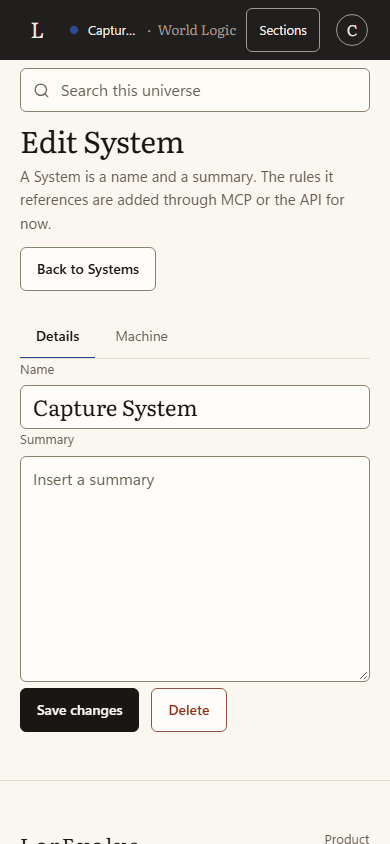 L
Captur... · World Logic
Sections
C
Search this universe
Edit System
A System is a name and a summary. The rules it
references are added through MCP or the API for
now.
Back to Systems
Details
Machine
Name
Capture System
Summary
Insert a summary
Save changes
Delete
Product